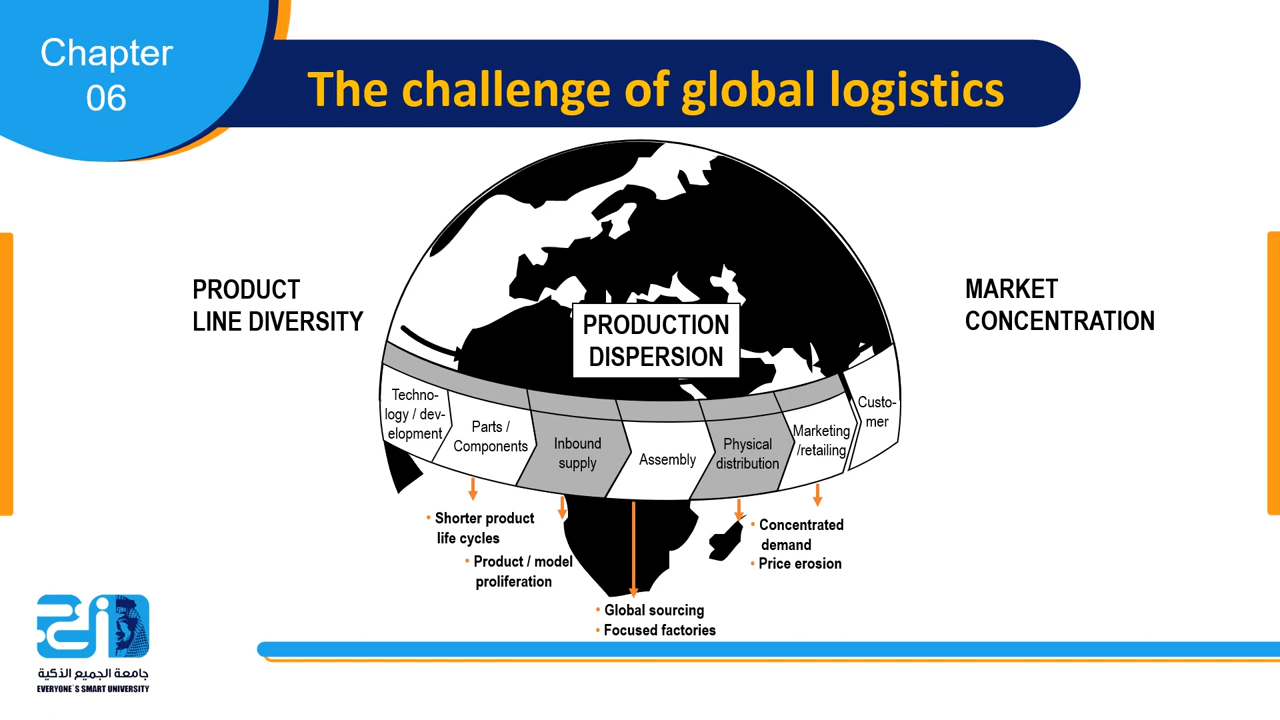 Chapter
06
The challenge of global logistics
PRODUCT
LINE DIVERSITY
PRODUCTION
DISPERSION
MARKET
CONCENTRATION
Techno-
logy / dev-
elopment
Parts /
Components
Inbound
supply
Assembly
Physical
distribution
Marketing
/retailing
Custo-
mer
• Shorter product
life cycles
• Product / model
proliferation
• Global sourcing
• Focused factories
• Concentrated
demand
• Price erosion
جامعة الجميع الذكية
EVERYONE`S SMART UNIVERSITY